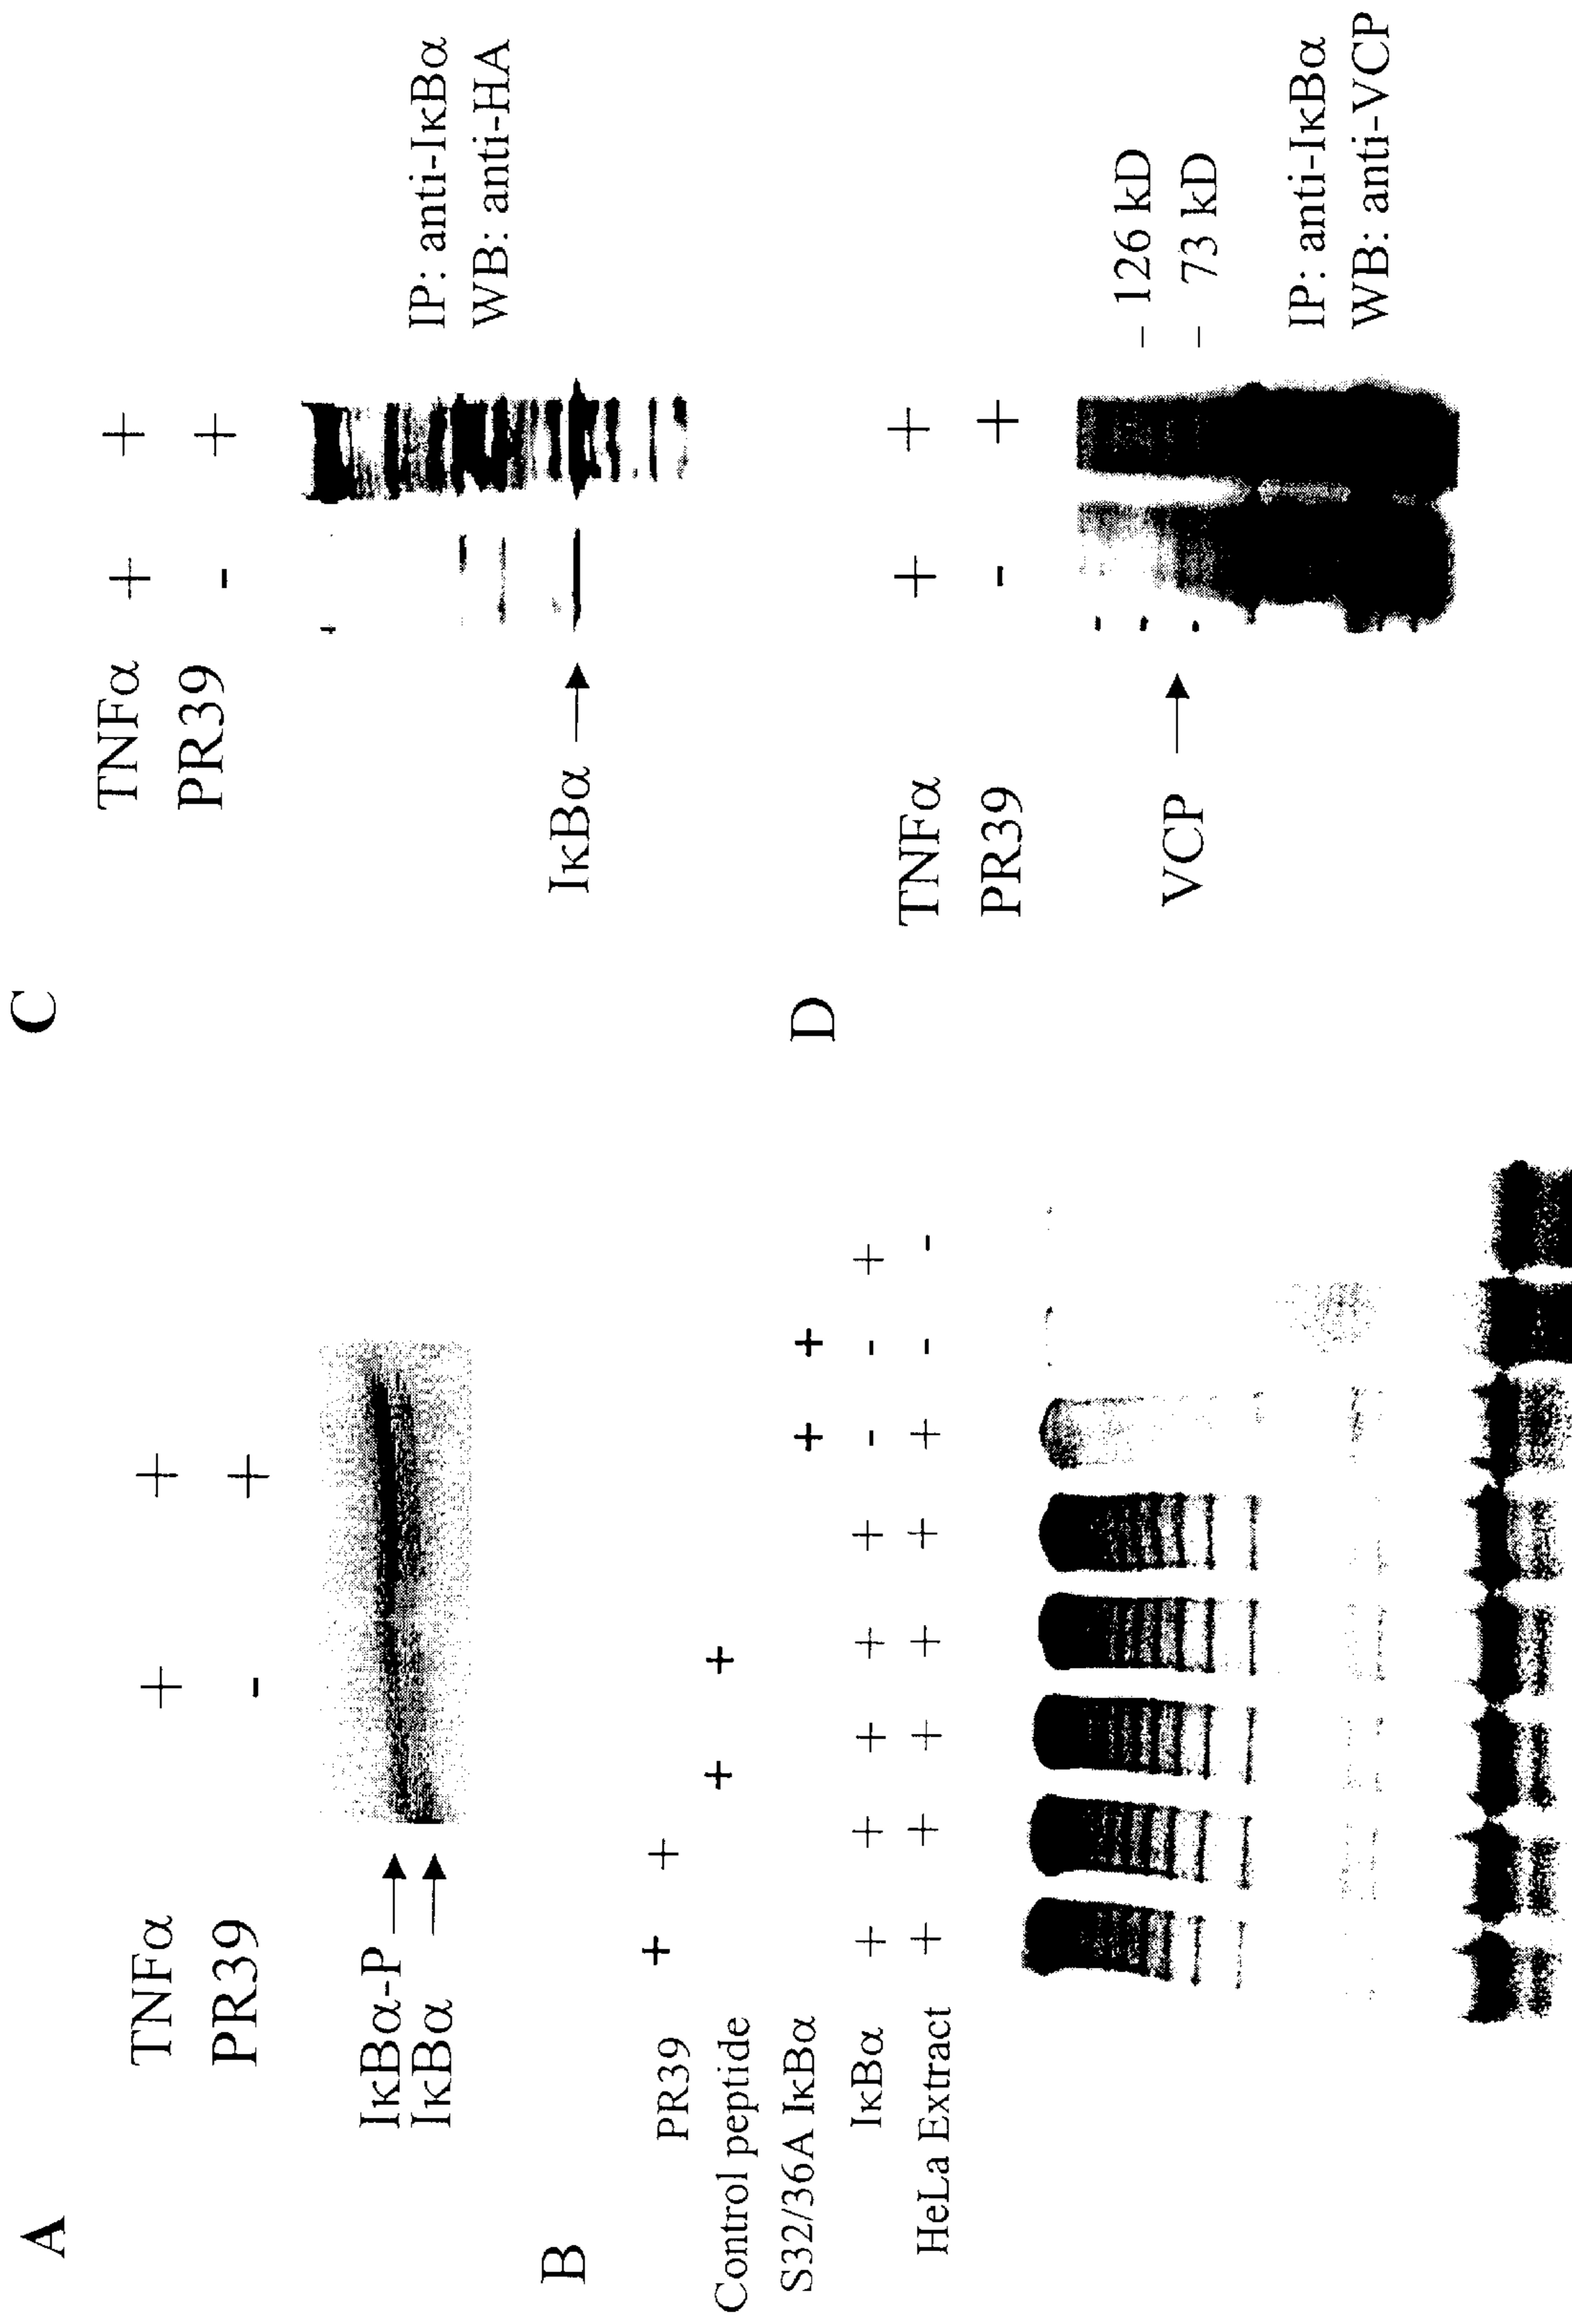 A
TNFα + +
PR39 - +
IκBα-P →
IκBα →
B
PR39 + +
Control peptide + +
S32/36A IκBα + +
IκBα + + + + + - - +
HeLa Extract + + + + + + - -
C
TNFα + +
PR39 - +
IκBα →
IP: anti-IκBα
WB: anti-HA
D
TNFα + +
PR39 - +
– 126 kD
VCP →
– 73 kD
IP: anti-IκBα
WB: anti-VCP